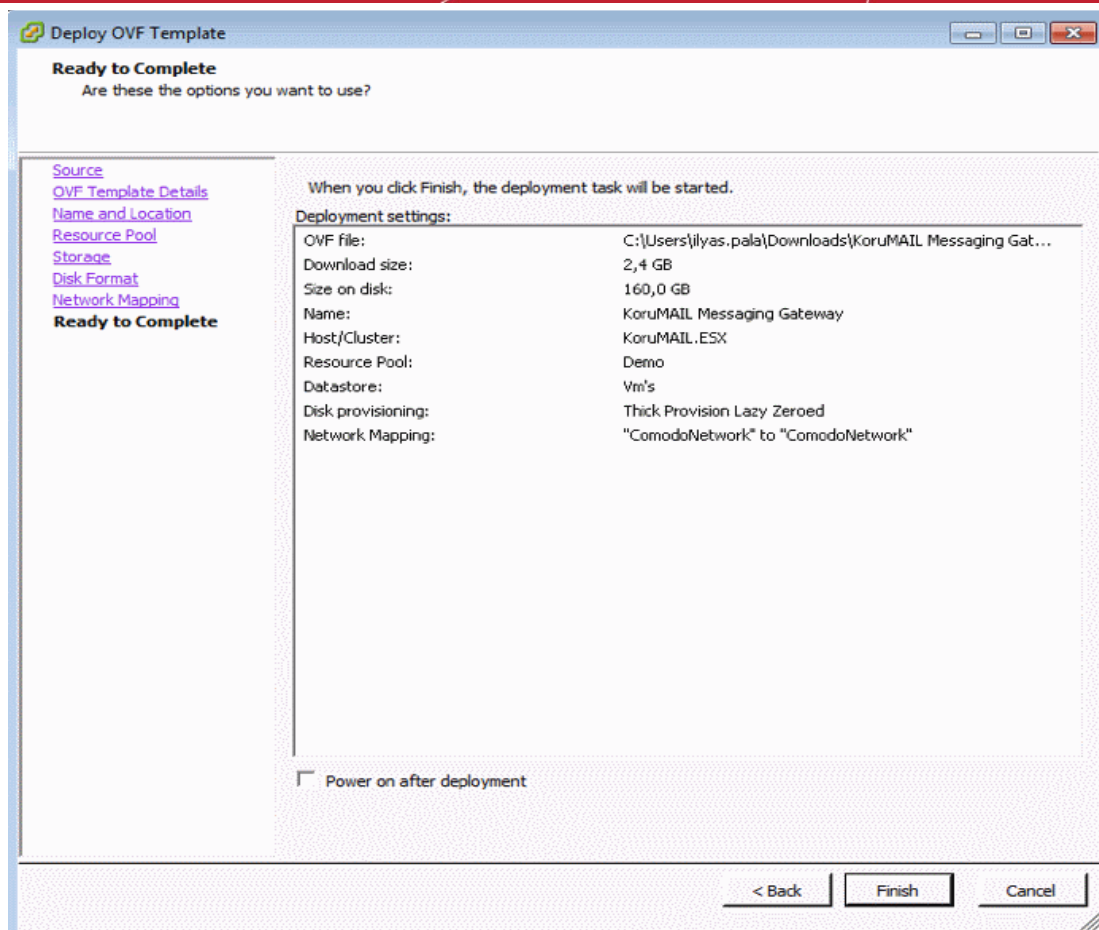 Deploy OVF Template
Ready to Complete
Are these the options you want to use?
Source
OVF Template Details
Name and Location
Resource Pool
Storage
Disk Format
Network Mapping
Ready to Complete
When you click Finish, the deployment task will be started.
Deployment settings:
OVF file: C:\Users\ilyas.pala\Downloads\KoruMAIL Messaging Gat...
Download size: 2,4 GB
Size on disk: 160,0 GB
Name: KoruMAIL Messaging Gateway
Host/Cluster: KoruMAIL.ESX
Resource Pool: Demo
Datastore: Vm's
Disk provisioning: Thick Provision Lazy Zeroed
Network Mapping: "ComodoNetwork" to "ComodoNetwork"
Power on after deployment
< Back Finish Cancel